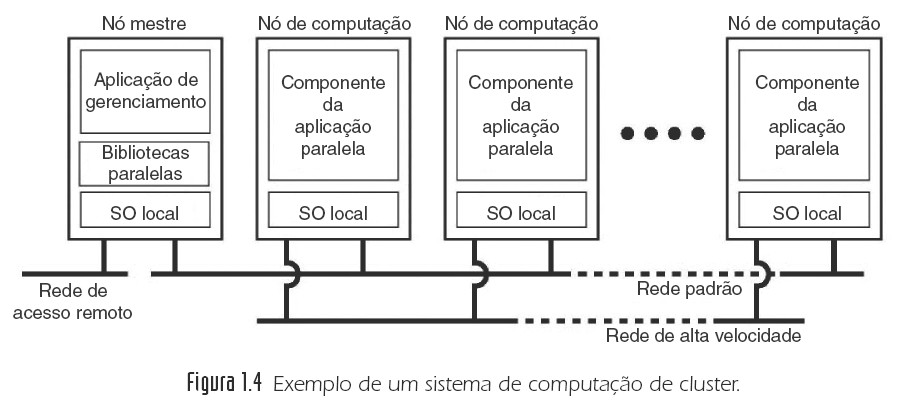 Nó mestre
Aplicação de
gerenciamento
Bibliotecas
paralelas
SO local
Nó de computação
Componente
da
aplicação
paralela
SO local
Nó de computação
Componente
da
aplicação
paralela
SO local
Nó de computação
Componente
da
aplicação
paralela
SO local
Rede de
acesso remoto
Rede padrão
Rede de alta velocidade
Figura 1.4 Exemplo de um sistema de computação de cluster.